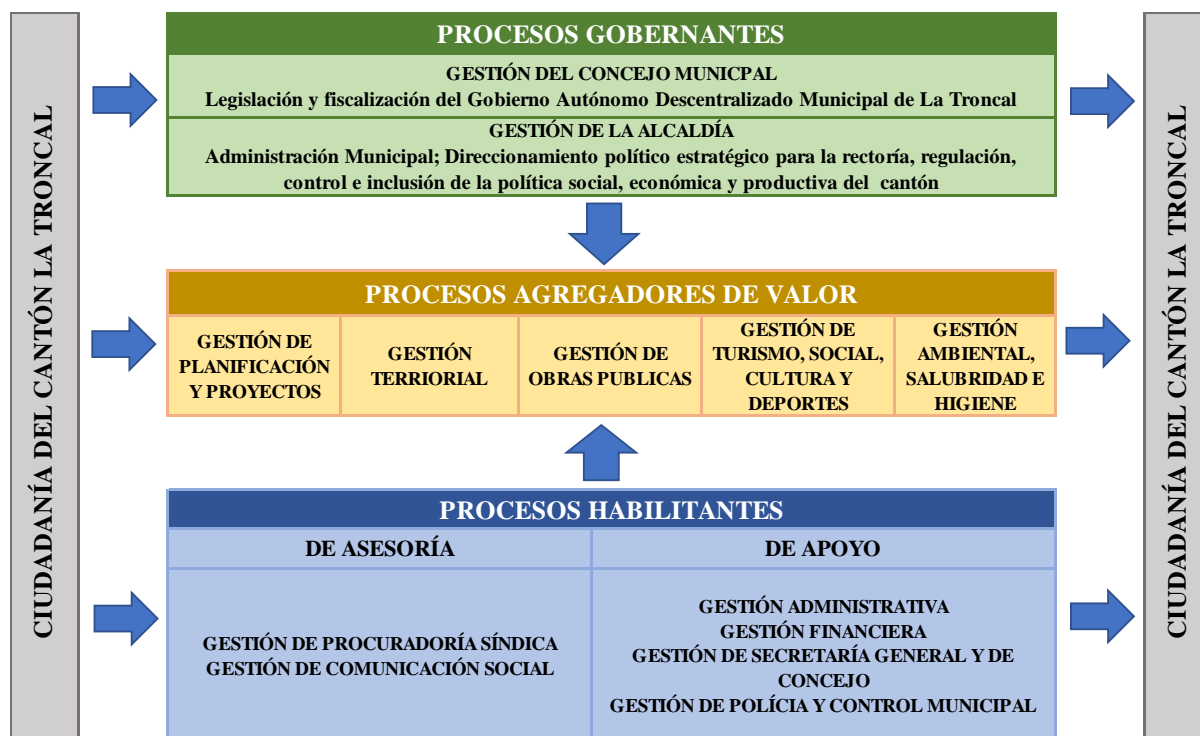 CIUDADANÍA DEL CANTÓN LA TRONCAL
PROCESOS GOBERNANTES
GESTIÓN DEL CONCEJO MUNICPAL
Legislación y fiscalización del Gobierno Autónomo Descentralizado Municipal de La Troncal
GESTIÓN DE LA ALCALDÍA
Administración Municipal; Direccionamiento político estratégico para la rectoría, regulación,
control e inclusión de la política social, económica y productiva del cantón
PROCESOS AGREGADORES DE VALOR
GESTIÓN DE
PLANIFICACIÓN
Y PROYECTOS
GESTIÓN
TERRIORIAL
GESTIÓN DE
OBRAS PUBLICAS
GESTIÓN DE
TURISMO, SOCIAL,
CULTURA Y
DEPORTES
GESTIÓN
AMBIENTAL,
SALUBRIDAD E
HIGIENE
PROCESOS HABILITANTES
DE ASESORÍA
GESTIÓN DE PROCURADORÍA SÍNDICA
GESTIÓN DE COMUNICACIÓN SOCIAL
DE APOYO
GESTIÓN ADMINISTRATIVA
GESTIÓN FINANCIERA
GESTIÓN DE SECRETARÍA GENERAL Y DE
CONCEJO
GESTIÓN DE POLÍCIA Y CONTROL MUNICIPAL
CIUDADANÍA DEL CANTÓN LA TRONCAL